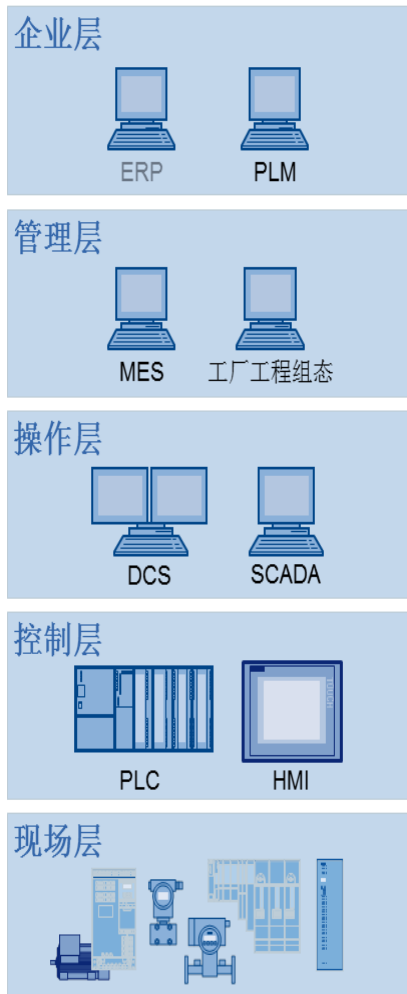 企业层
ERP PLM
管理层
MES 工厂工程组态
操作层
DCS SCADA
控制层
TOUCH
PLC HMI
现场层